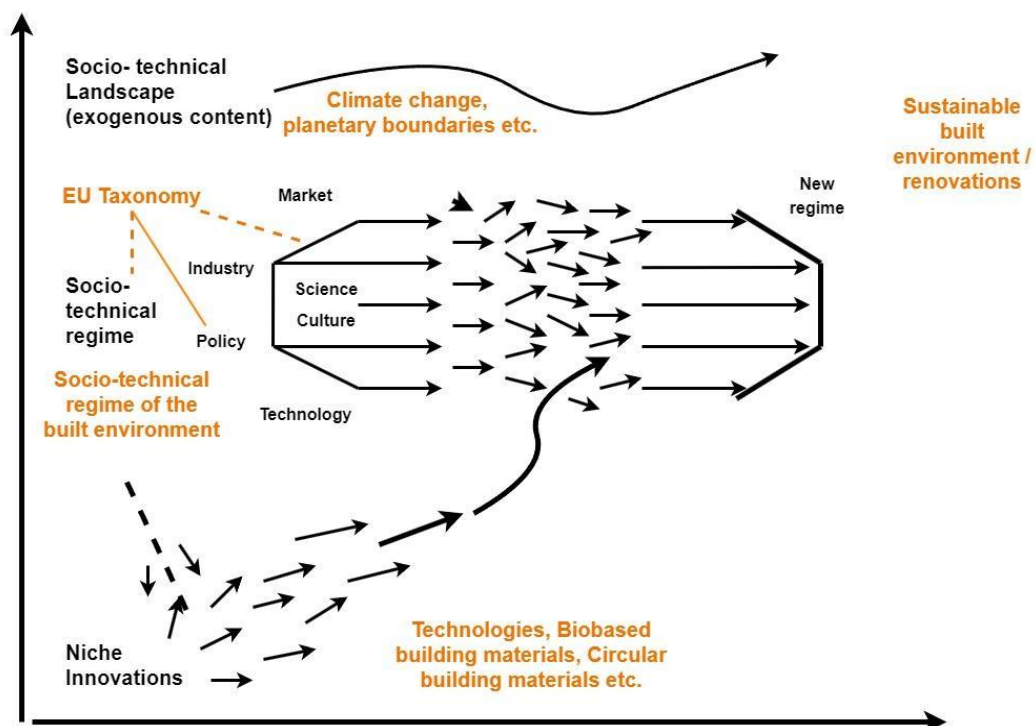 Socio- technical
Landscape
(exogenous content)
Climate change,
planetary boundaries etc.
Sustainable
built
environment /
renovations
EU Taxonomy
Market
New
regime
Industry
Socio-
technical
regime
Science
Culture
Policy
Socio-technical
regime of the
built environment
Technology
Niche
Innovations
Technologies, Biobased
building materials, Circular
building materials etc.